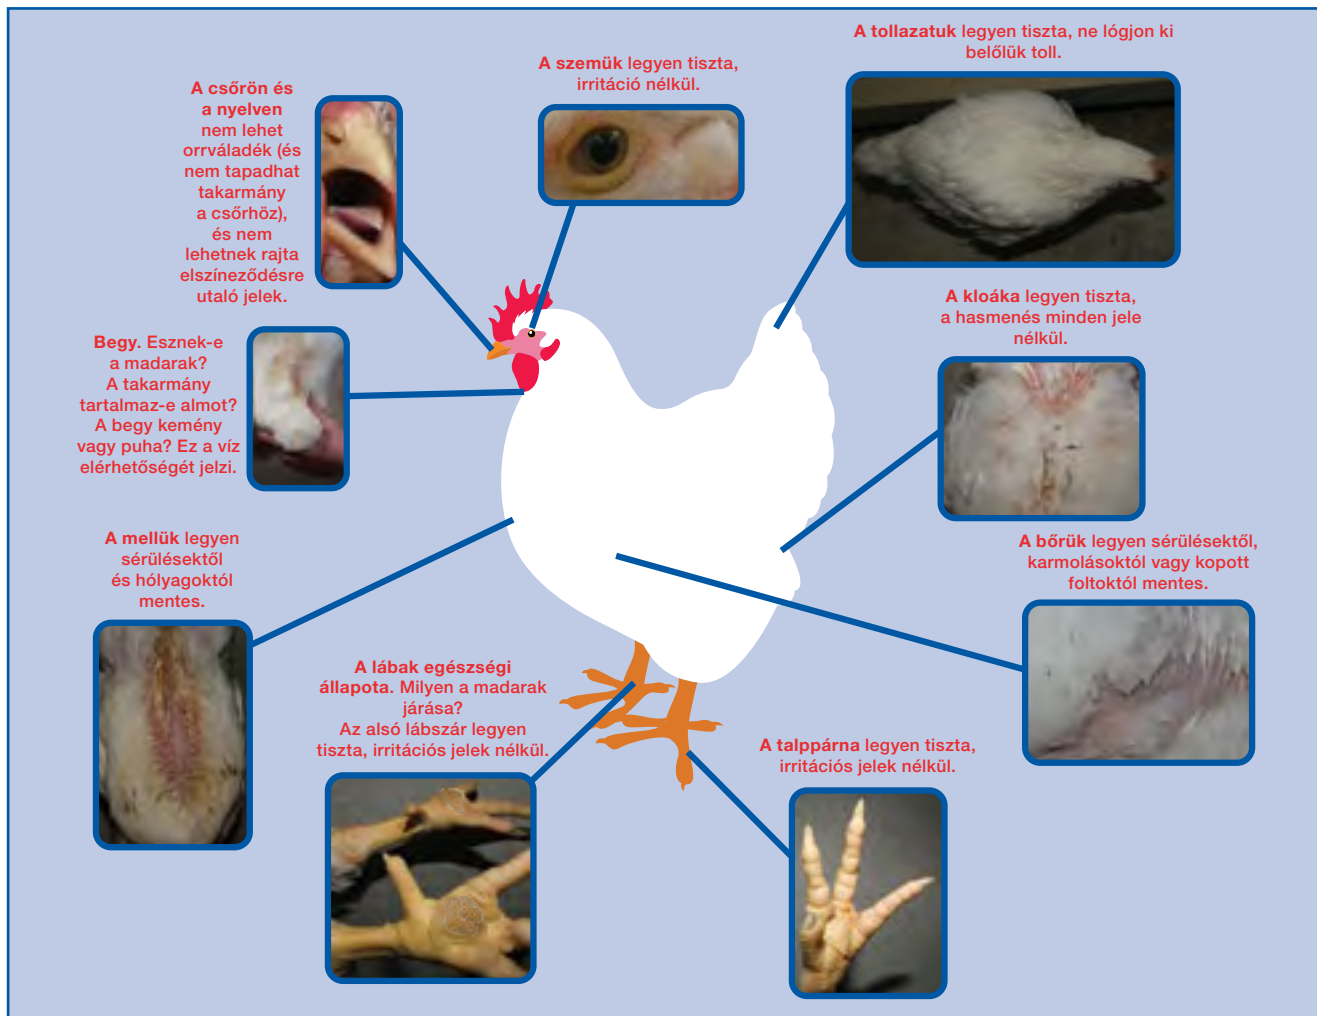 A csőrön és
a nyelven
nem lehet
orrváladék (és
nem tapadhat
takarmány
a csőrhöz),
és nem
lehetnek rajta
elszíneződésre
utaló jelek.
A szemük legyen tiszta,
irritáció nélkül.
A tollazatuk legyen tiszta, ne lógjon ki
belőlük toll.
Begy. Esznek-e
a madarak?
A takarmány
tartalmaz-e almot?
A begy kemény
vagy puha? Ez a víz
elérhetőségét jelzi.
A kloáka legyen tiszta,
a hasmenés minden jele
nélkül.
A mellük legyen
sérülésektől
és hólyagoktól
mentes.
A bőrük legyen sérülésektől,
karmolásoktól vagy kopott
foltoktól mentes.
A lábak egészségi
állapota. Milyen a madarak
járása?
Az alsó lábszár legyen
tiszta, irritációs jelek nélkül.
A talppárna legyen tiszta,
irritációs jelek nélkül.